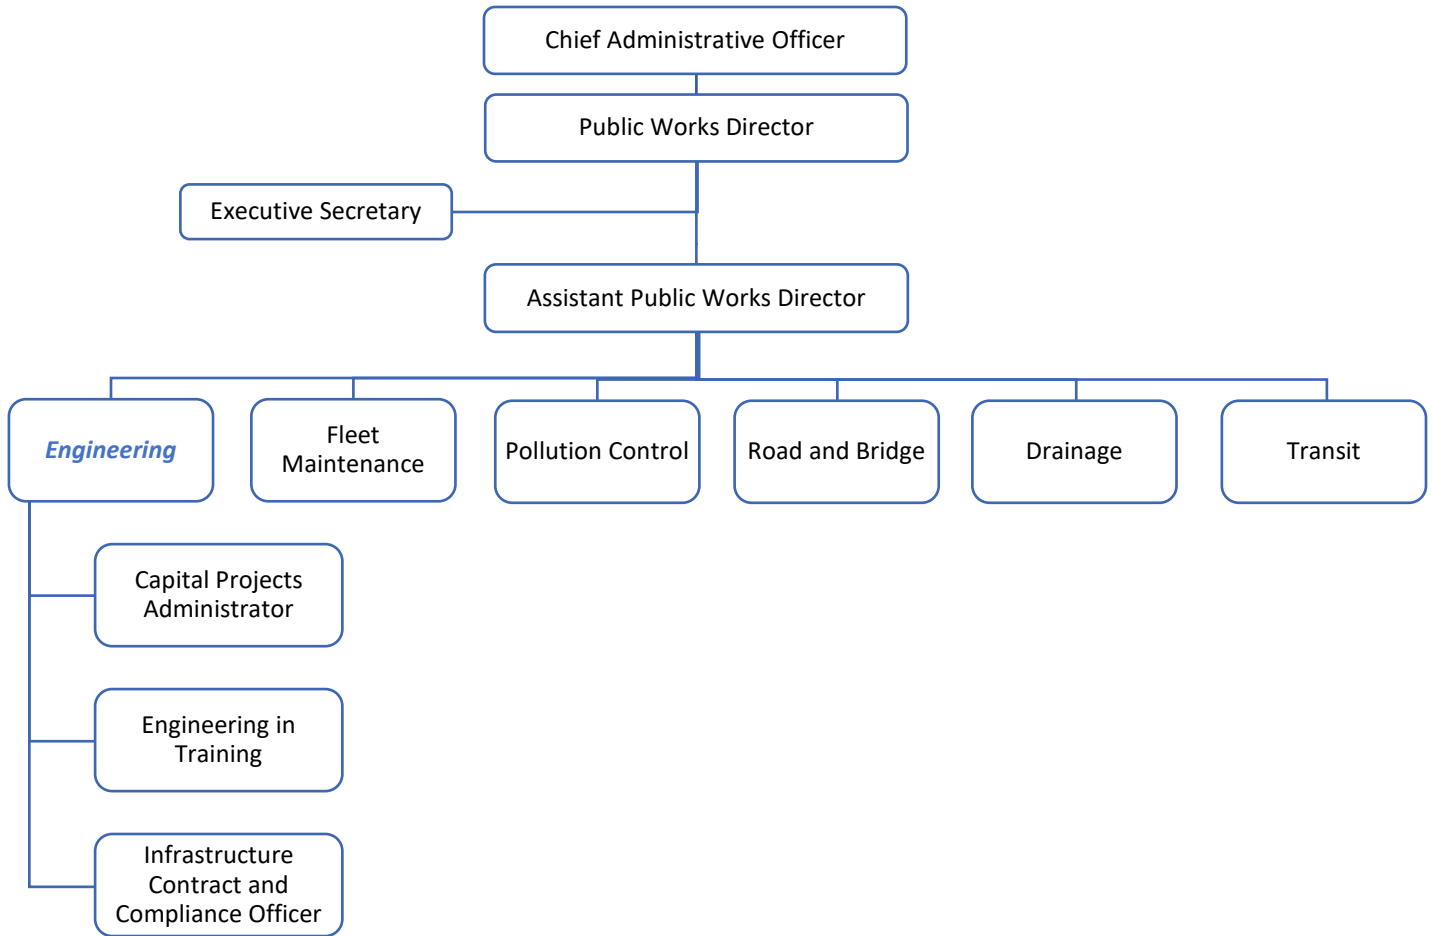 Chief Administrative Officer
Public Works Director
Executive Secretary
Assistant Public Works Director
Engineering
Fleet
Maintenance
Pollution Control
Road and Bridge
Drainage
Transit
Capital Projects
Administrator
Engineering in
Training
Infrastructure
Contract and
Compliance Officer